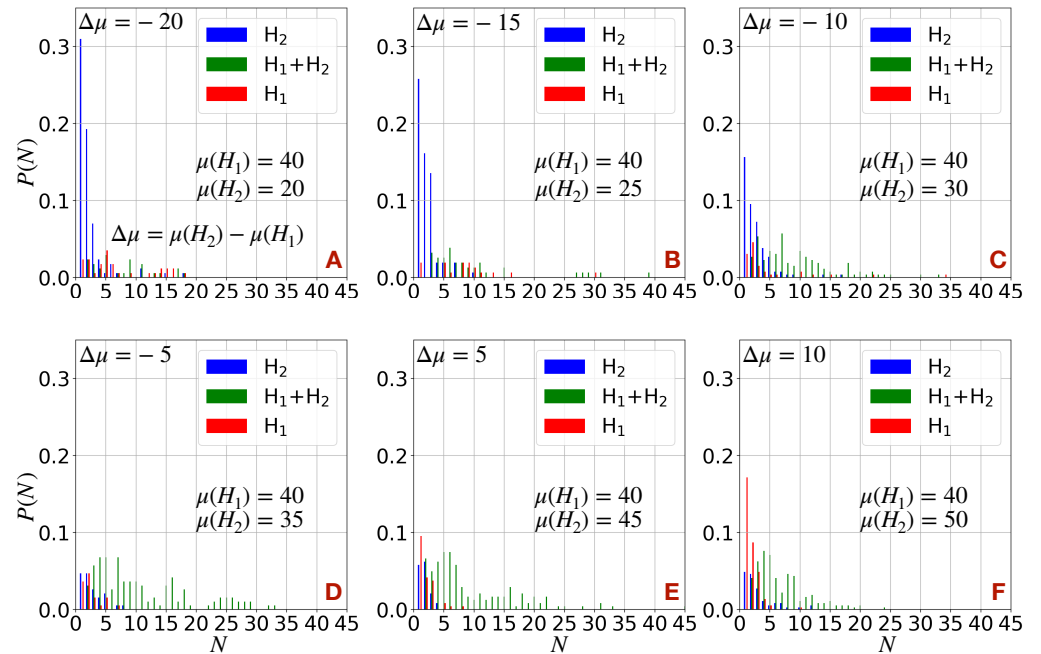 Δμ = − 20
H2
H1+H2
H1
μ(H1) = 40
μ(H2) = 20
Δμ = μ(H2) − μ(H1)
A
P(N)
0.3
0.2
0.1
0.0
0 5 10 15 20 25 30 35 40 45
Δμ = − 15
H2
H1+H2
H1
μ(H1) = 40
μ(H2) = 25
B
0.3
0.2
0.1
0.0
0 5 10 15 20 25 30 35 40 45
Δμ = − 10
H2
H1+H2
H1
μ(H1) = 40
μ(H2) = 30
C
0.3
0.2
0.1
0.0
0 5 10 15 20 25 30 35 40 45
Δμ = − 5
H2
H1+H2
H1
μ(H1) = 40
μ(H2) = 35
D
P(N)
0.3
0.2
0.1
0.0
0 5 10 15 20 25 30 35 40 45
N
Δμ = 5
H2
H1+H2
H1
μ(H1) = 40
μ(H2) = 45
E
0.3
0.2
0.1
0.0
0 5 10 15 20 25 30 35 40 45
N
Δμ = 10
H2
H1+H2
H1
μ(H1) = 40
μ(H2) = 50
F
0.3
0.2
0.1
0.0
0 5 10 15 20 25 30 35 40 45
N